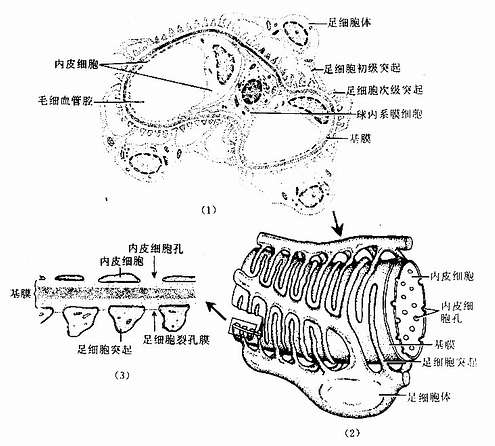 足细胞体
内皮细胞
足细胞初级突起
足细胞次级突起
毛细血管腔
球内系膜细胞
基膜
(1)
内皮细胞孔
内皮细胞
基膜
足细胞突起
足细胞裂孔膜
(3)
内皮细胞
内皮细
胞孔
基膜
足细胞突起
足细胞体
(2)